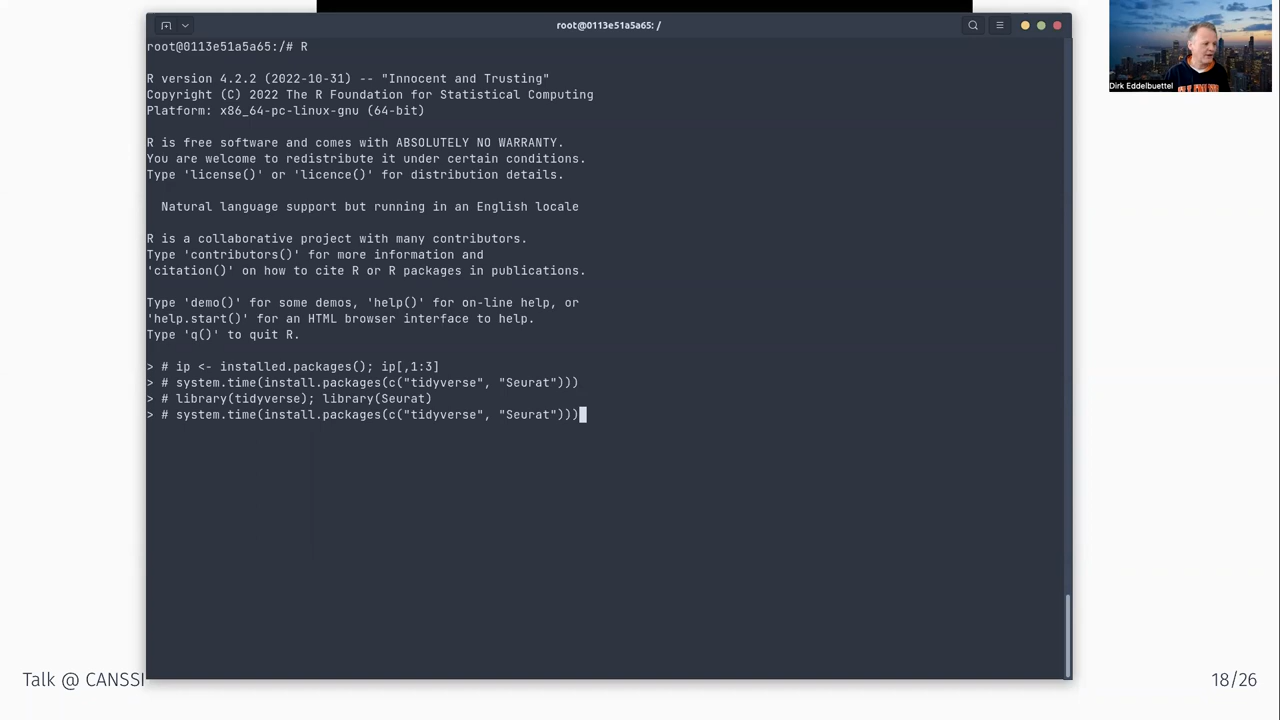 root@0113e51a5a65: /
Dirk Eddelbuettel
root@0113e51a5a65:/# R
R version 4.2.2 (2022-10-31) -- "Innocent and Trusting"
Copyright (C) 2022 The R Foundation for Statistical Computing
Platform: x86_64-pc-linux-gnu (64-bit)
R is free software and comes with ABSOLUTELY NO WARRANTY.
You are welcome to redistribute it under certain conditions.
Type 'license()' or 'licence()' for distribution details.
Natural language support but running in an English locale
R is a collaborative project with many contributors.
Type 'contributors()' for more information and
'citation()' on how to cite R or R packages in publications.
Type 'demo()' for some demos, 'help()' for on-line help, or
'help.start()' for an HTML browser interface to help.
Type 'q()' to quit R.
> # ip <- installed.packages(); ip[,1:3]
> # system.time(install.packages(c("tidyverse", "Seurat")))
> # library(tidyverse); library(Seurat)
> # system.time(install.packages(c("tidyverse", "Seurat")))
Talk @ CANSSI
18/26